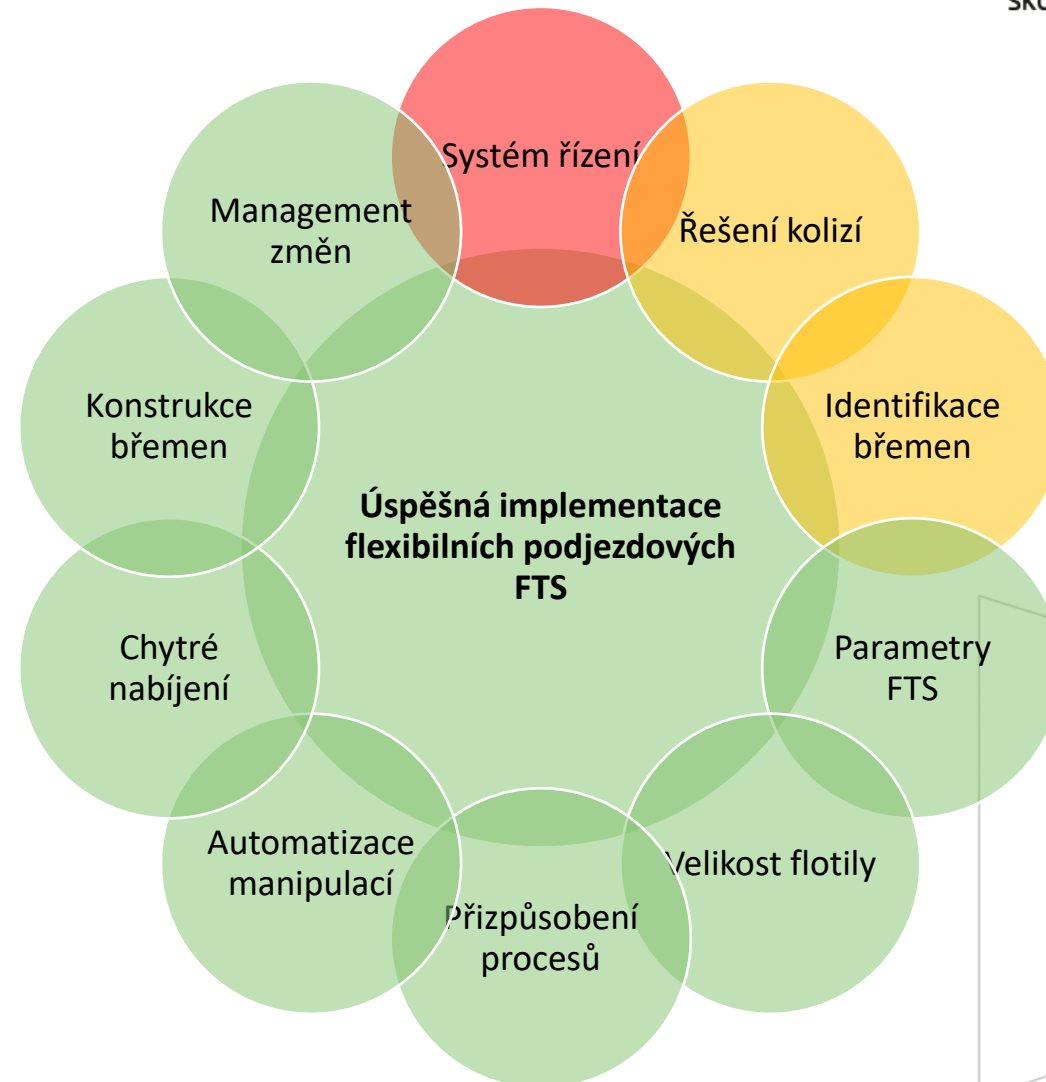 Systém řízení
Řešení kolizí
Identifikace
břemen
Parametry
FTS
Velikost flotily
Přizpůsobení
procesů
Automatizace
manipulací
Chytré
nabíjení
Konstrukce
břemen
Management
změn
Úspěšná implementace
flexibilních podjezdových
FTS